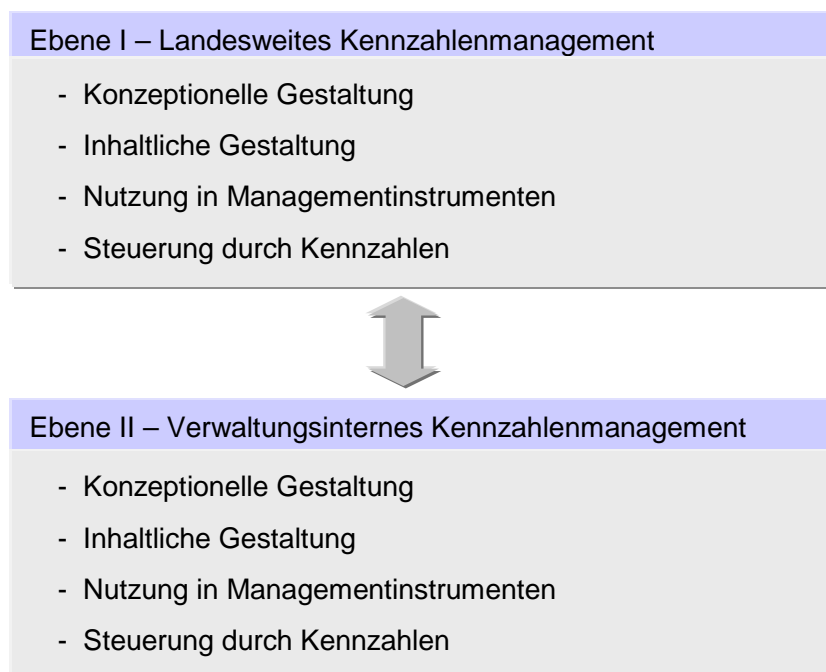 Ebene I – Landesweites Kennzahlenmanagement
- Konzeptionelle Gestaltung
- Inhaltliche Gestaltung
- Nutzung in Managementinstrumenten
- Steuerung durch Kennzahlen
Ebene II – Verwaltungsinternes Kennzahlenmanagement
- Konzeptionelle Gestaltung
- Inhaltliche Gestaltung
- Nutzung in Managementinstrumenten
- Steuerung durch Kennzahlen